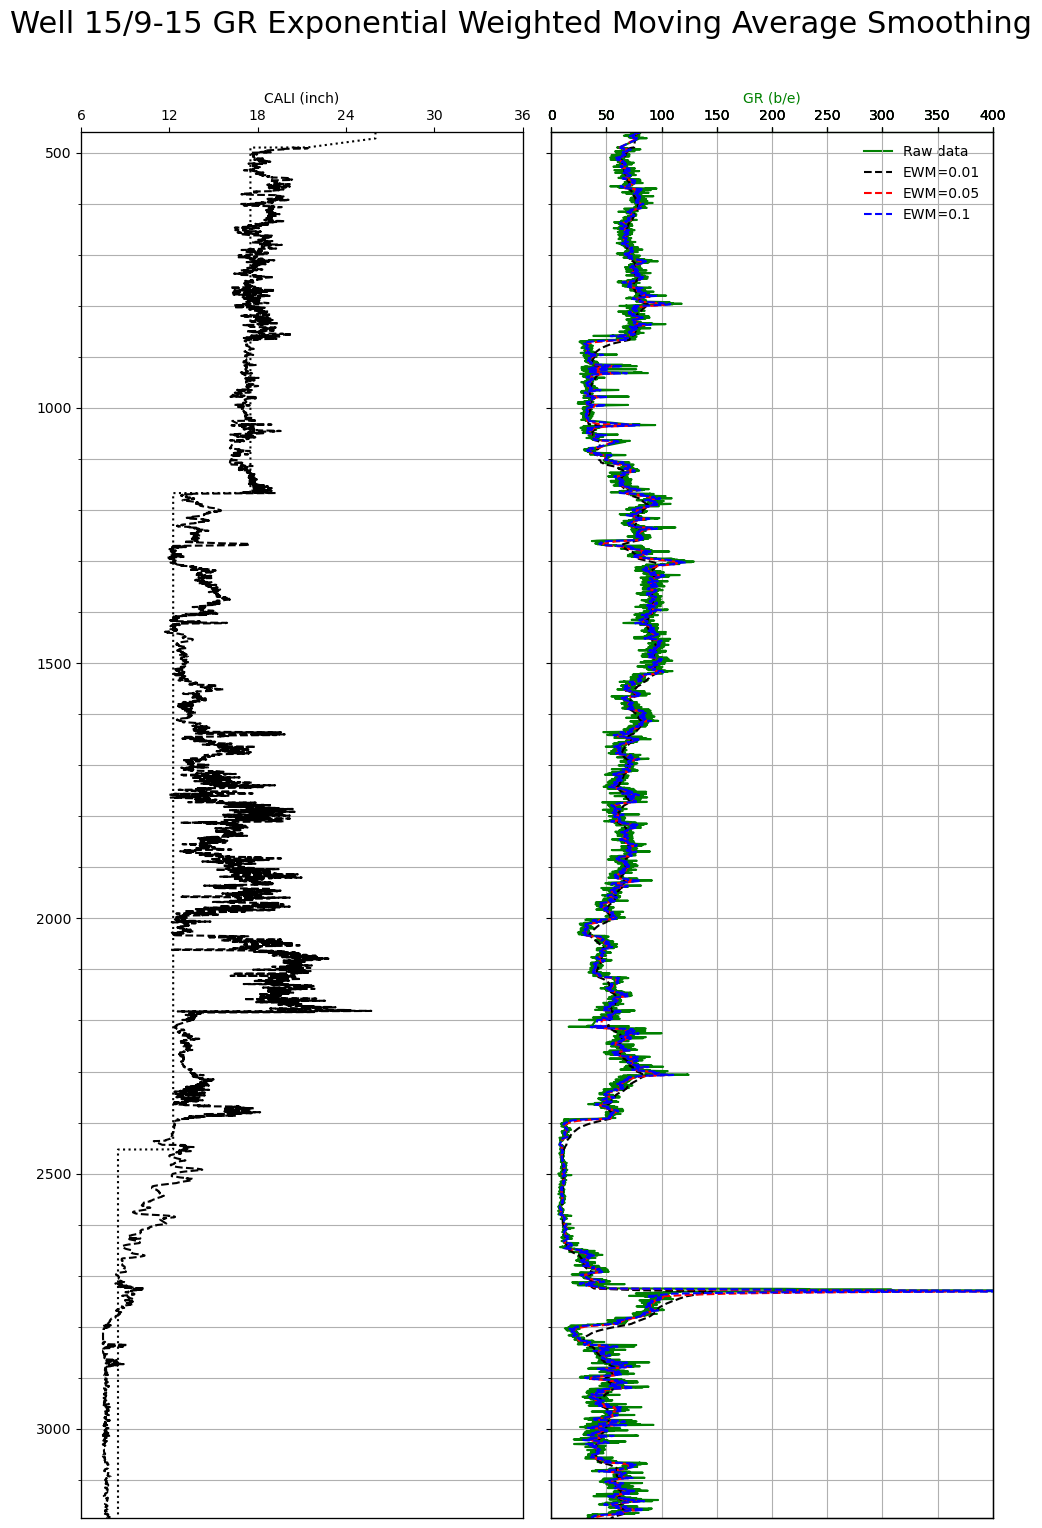 Well 15/9-15 GR Exponential Weighted Moving Average Smoothing
CALI (inch)
GR (b/e)
6 12 18 24 30 36
0 50 100 150 200 250 300 350 400
Raw data
EWM=0.01
EWM=0.05
EWM=0.1
500
1000
1500
2000
2500
3000